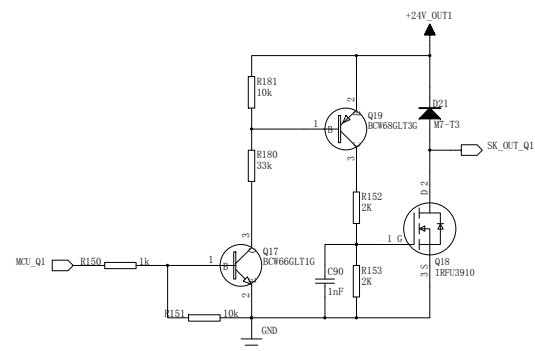 +24V_OUT1
R181
10k
2
Q19
BCW68GLT3G
1
B
3
D21
M7-T3
SK_OUT_Q1
R180
33k
R152
2K
D 2
1 G
Q18
IRFU3910
3 S
MCU_Q1
R150
1k
3
Q17
BCW66GLT1G
1
B
2
C90
1nF
R153
2K
R151
10k
GND